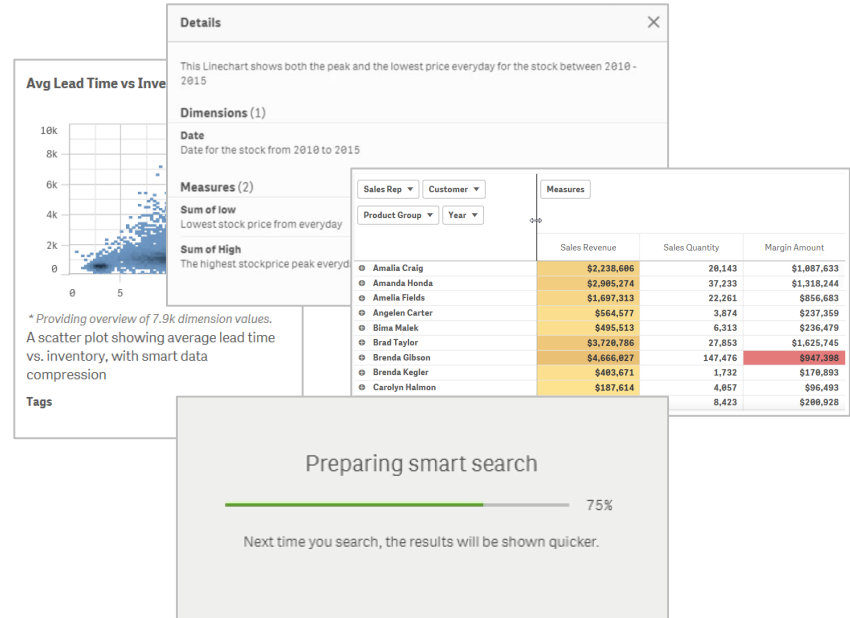 Details
This Linechart shows both the peak and the lowest price everyday for the stock between 2010 -
2015
Dimensions (1)
Date
Date for the stock from 2010 to 2015
Measures (2)
Sum of low
Lowest stock price from everyday
Sum of High
The highest stockprice peak everyd
Avg Lead Time vs Inve
10k
8k
6k
4k
2k
0
0 5
* Providing overview of 7.9k dimension values.
A scatter plot showing average lead time
vs. inventory, with smart data
compression
Tags
Sales Rep Customer Measures
Product Group Year
Sales Revenue Sales Quantity Margin Amount
Amalia Craig $2,238,606 20,143 $1,087,633
Amanda Honda $2,905,274 37,233 $1,318,244
Amelia Fields $1,697,313 22,261 $856,683
Angelen Carter $564,577 3,874 $237,359
Bima Malek $495,513 6,313 $236,479
Brad Taylor $3,720,786 27,853 $1,625,745
Brenda Gibson $4,666,027 147,476 $947,398
Brenda Kegler $403,671 1,732 $170,893
Carolyn Halmon $187,614 4,057 $96,493
8,423 $200,928
Preparing smart search
75%
Next time you search, the results will be shown quicker.